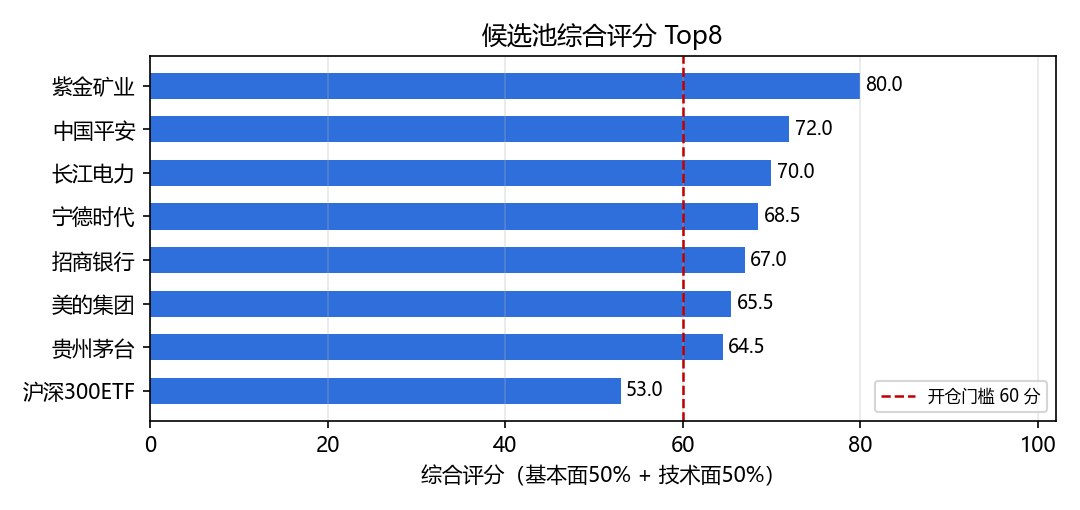 候选池综合评分 Top8
紫金矿业 80.0
中国平安 72.0
长江电力 70.0
宁德时代 68.5
招商银行 67.0
美的集团 65.5
贵州茅台 64.5
沪深300ETF 53.0
开仓门槛 60 分
0 20 40 60 80 100
综合评分（基本面50% + 技术面50%）